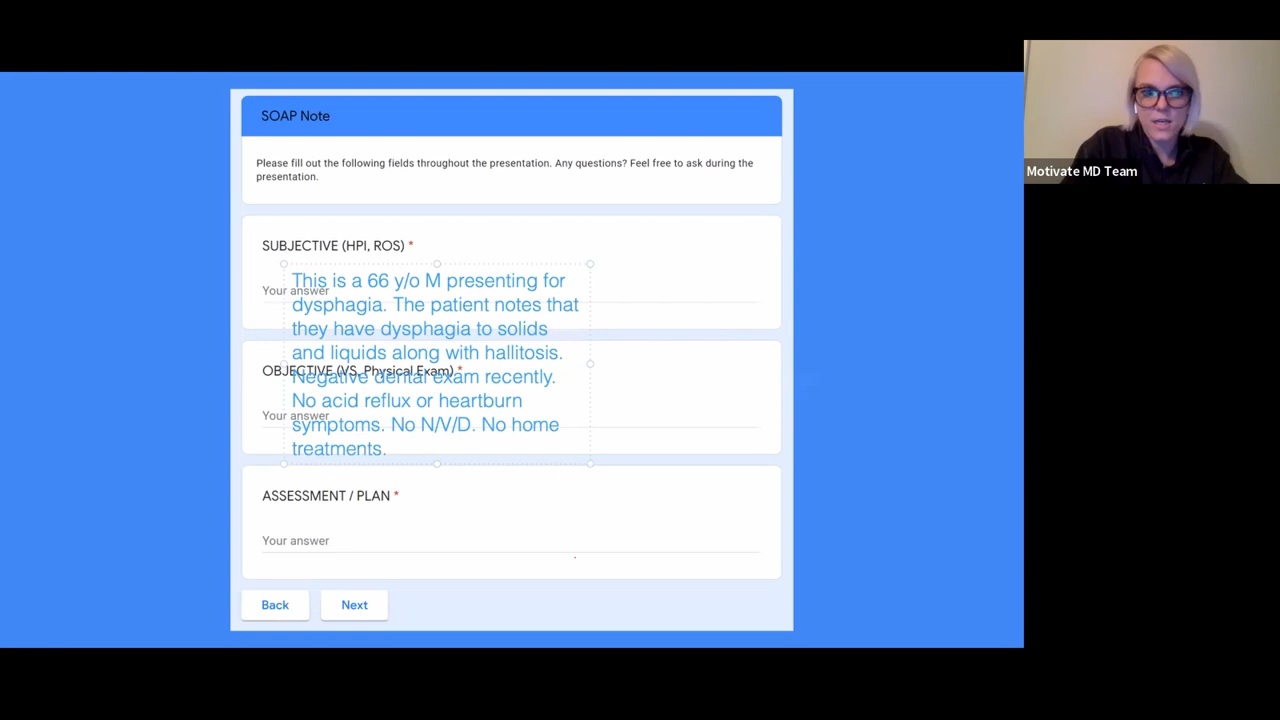 SOAP Note
Please fill out the following fields throughout the presentation. Any questions? Feel free to ask during the
presentation.
SUBJECTIVE (HPI, ROS) *
Your answer
This is a 66 y/o M presenting for
dysphagia. The patient notes that
they have dysphagia to solids
and liquids along with hallitosis.
Negative dental exam recently.
No acid reflux or heartburn
symptoms. No N/V/D. No home
treatments.
OBJECTIVE (VS, Physical Exam) *
Your answer
ASSESSMENT / PLAN *
Your answer
Back
Next
Motivate MD Team